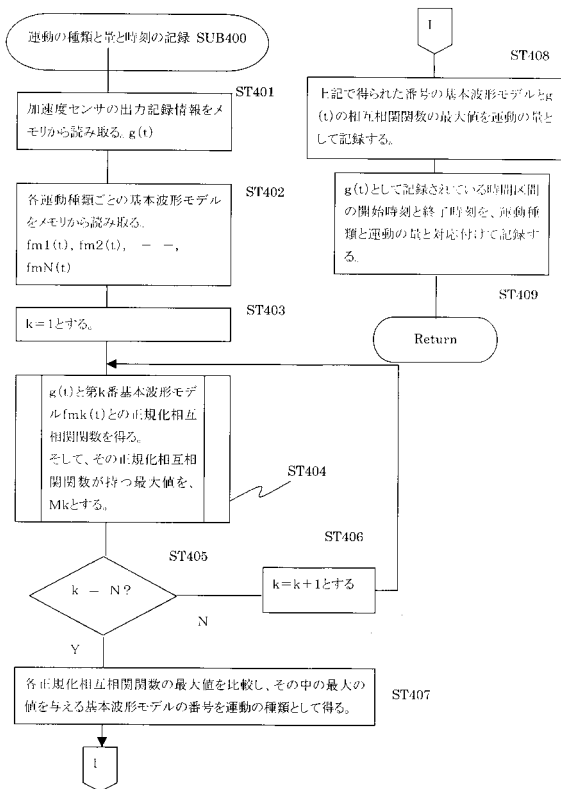 運動の種類と量と時刻の記録 SUB400
ST401
加速度センサの出力記録情報をメ
モリから読み取る。g(t)
ST402
各運動種類ごとの基本波形モデル
をメモリから読み取る。
fm1(t), fm2(t), － －,
fmN(t)
ST403
k=1とする。
g(t)と第k番基本波形モ
デルfmk(t)との正規化相互
相関関数を得る。
そして、その正規化相互相
関関数が持つ最大値を、
Mkとする。
ST404
ST405
k － N?
N
Y
ST406
k=k+1とする
各正規化相互相関関数の最大値を比較し、その中の最大の
値を与える基本波形モデルの番号を運動の種類として得る。
ST407
1
1
ST408
上記で得られた番号の基本波形モデルとg
(t)の相互相関関数の最大値を運動の量と
して記録する。
g(t)として記録されている時間区間
の開始時刻と終了時刻を、運動種
類と運動の量と対応付けて記録す
る。
ST409
Return